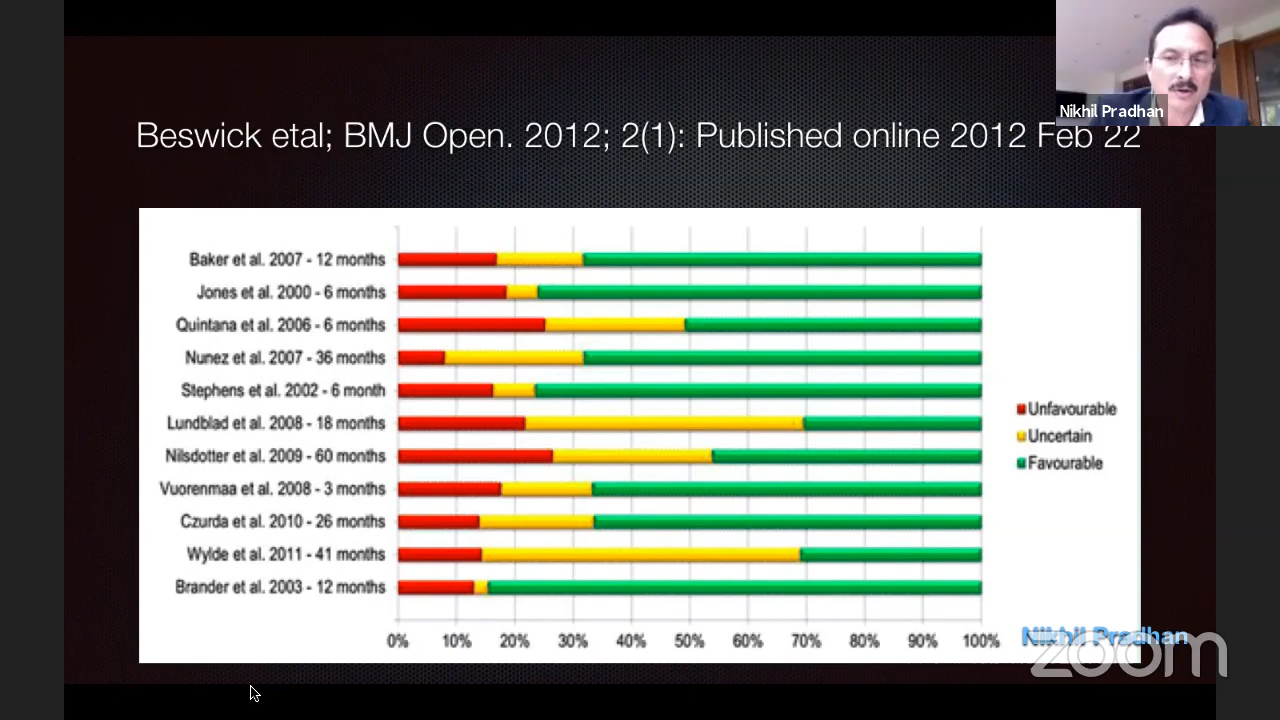 Nikhil Pradhan
Beswick etal; BMJ Open. 2012; 2(1): Published online 2012 Feb 22
Baker et al. 2007 - 12 months
Jones et al. 2000 - 6 months
Quintana et al. 2006 - 6 months
Nunez et al. 2007 - 36 months
Stephens et al. 2002 - 6 month
Lundblad et al. 2008 - 18 months
Nilsdotter et al. 2009 - 60 months
Vuorenmaa et al. 2008 - 3 months
Czurda et al. 2010 - 26 months
Wylde et al. 2011 - 41 months
Brander et al. 2003 - 12 months
Unfavourable
Uncertain
Favourable
0% 10% 20% 30% 40% 50% 60% 70% 80% 90% 100%
Nikhil Pradhan
zoom